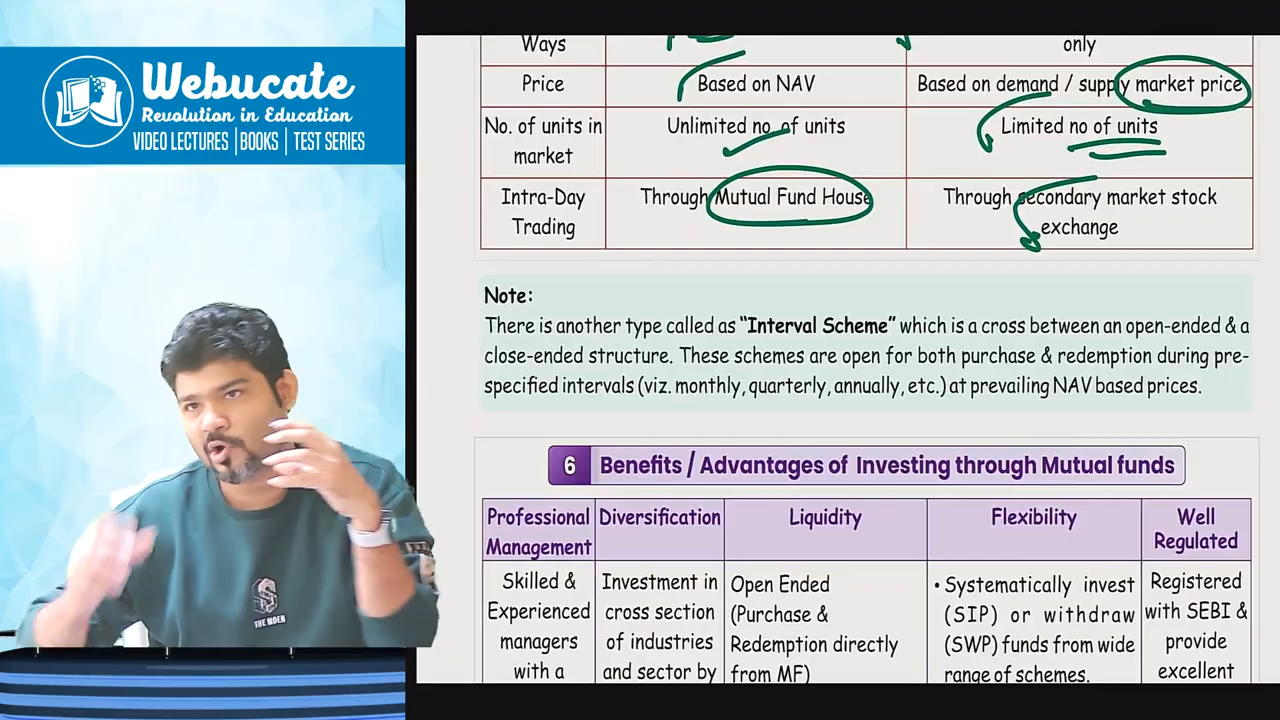 Webucate
Revolution in Education
VIDEO LECTURES | BOOKS | TEST SERIES
Ways
only
Price
Based on NAV
Based on demand / supply market price
No. of units in
market
Unlimited no. of units
Limited no of units
Intra-Day
Trading
Through Mutual Fund House
Through secondary market stock
exchange
Note:
There is another type called as “Interval Scheme” which is a cross between an open-ended & a
close-ended structure. These schemes are open for both purchase & redemption during pre-
specified intervals (viz. monthly, quarterly, annually, etc.) at prevailing NAV based prices.
6 Benefits / Advantages of Investing through Mutual funds
Professional
Management
Diversification
Liquidity
Flexibility
Well
Regulated
Skilled &
Experienced
managers
with a
Investment in
cross section
of industries
and sector by
Open Ended
(Purchase &
Redemption directly
from MF)
• Systematically invest
(SIP) or withdraw
(SWP) funds from wide
range of schemes.
Registered
with SEBI &
provide
excellent
THE NOEN